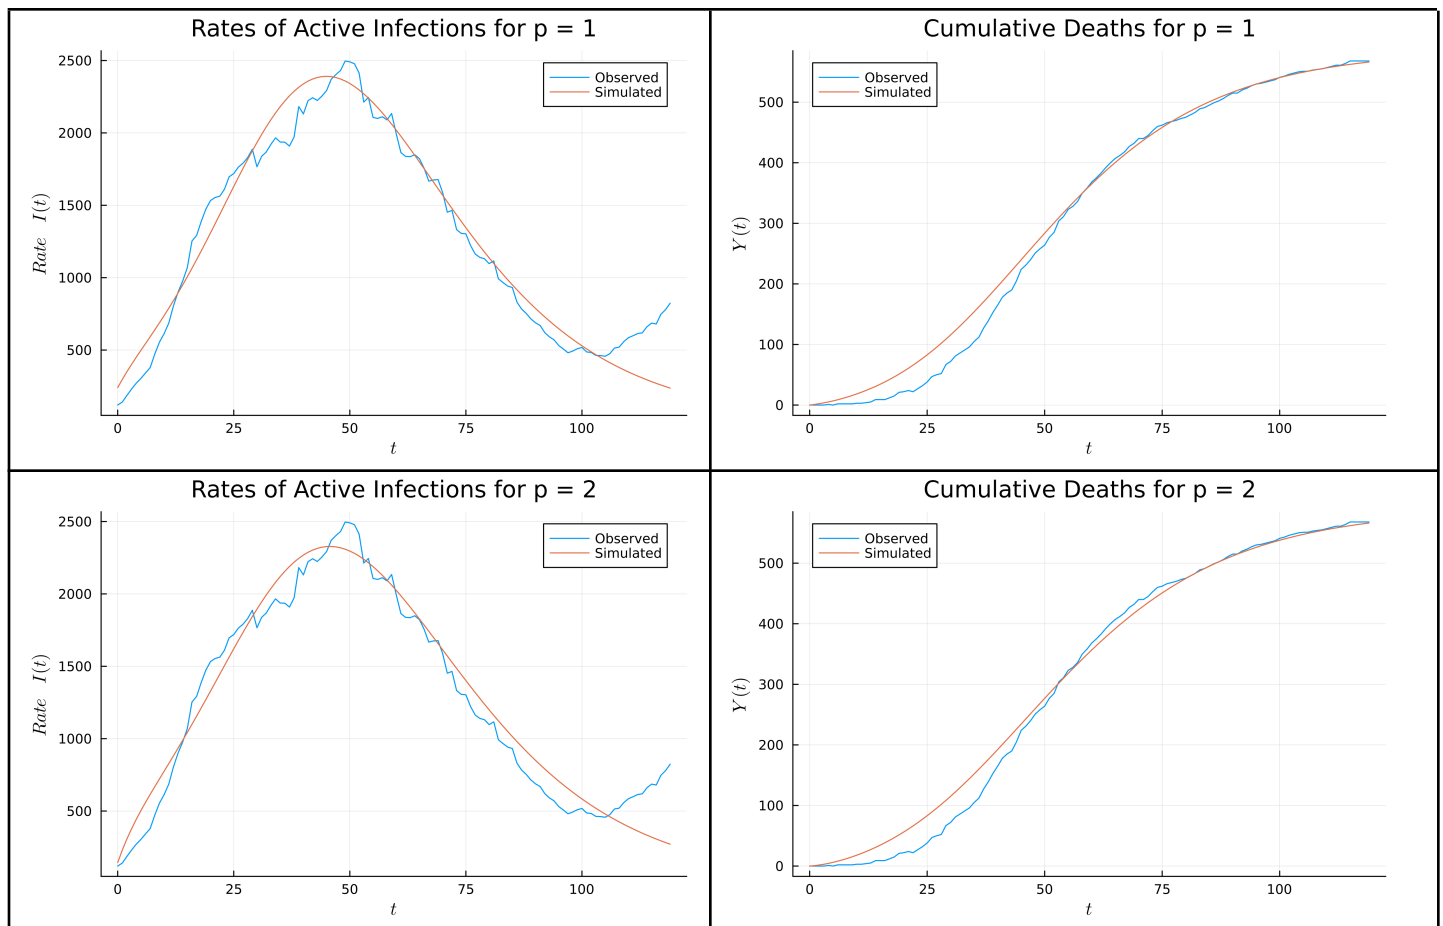 Rates of Active Infections for p = 1
2500
2000
1500
1000
500
Rate I(t)
Observed
Simulated
0 25 50 75 100
t
Cumulative Deaths for p = 1
500
400
300
200
100
0
Y(t)
Observed
Simulated
0 25 50 75 100
t
Rates of Active Infections for p = 2
2500
2000
1500
1000
500
Rate I(t)
Observed
Simulated
0 25 50 75 100
t
Cumulative Deaths for p = 2
500
400
300
200
100
0
Y(t)
Observed
Simulated
0 25 50 75 100
t